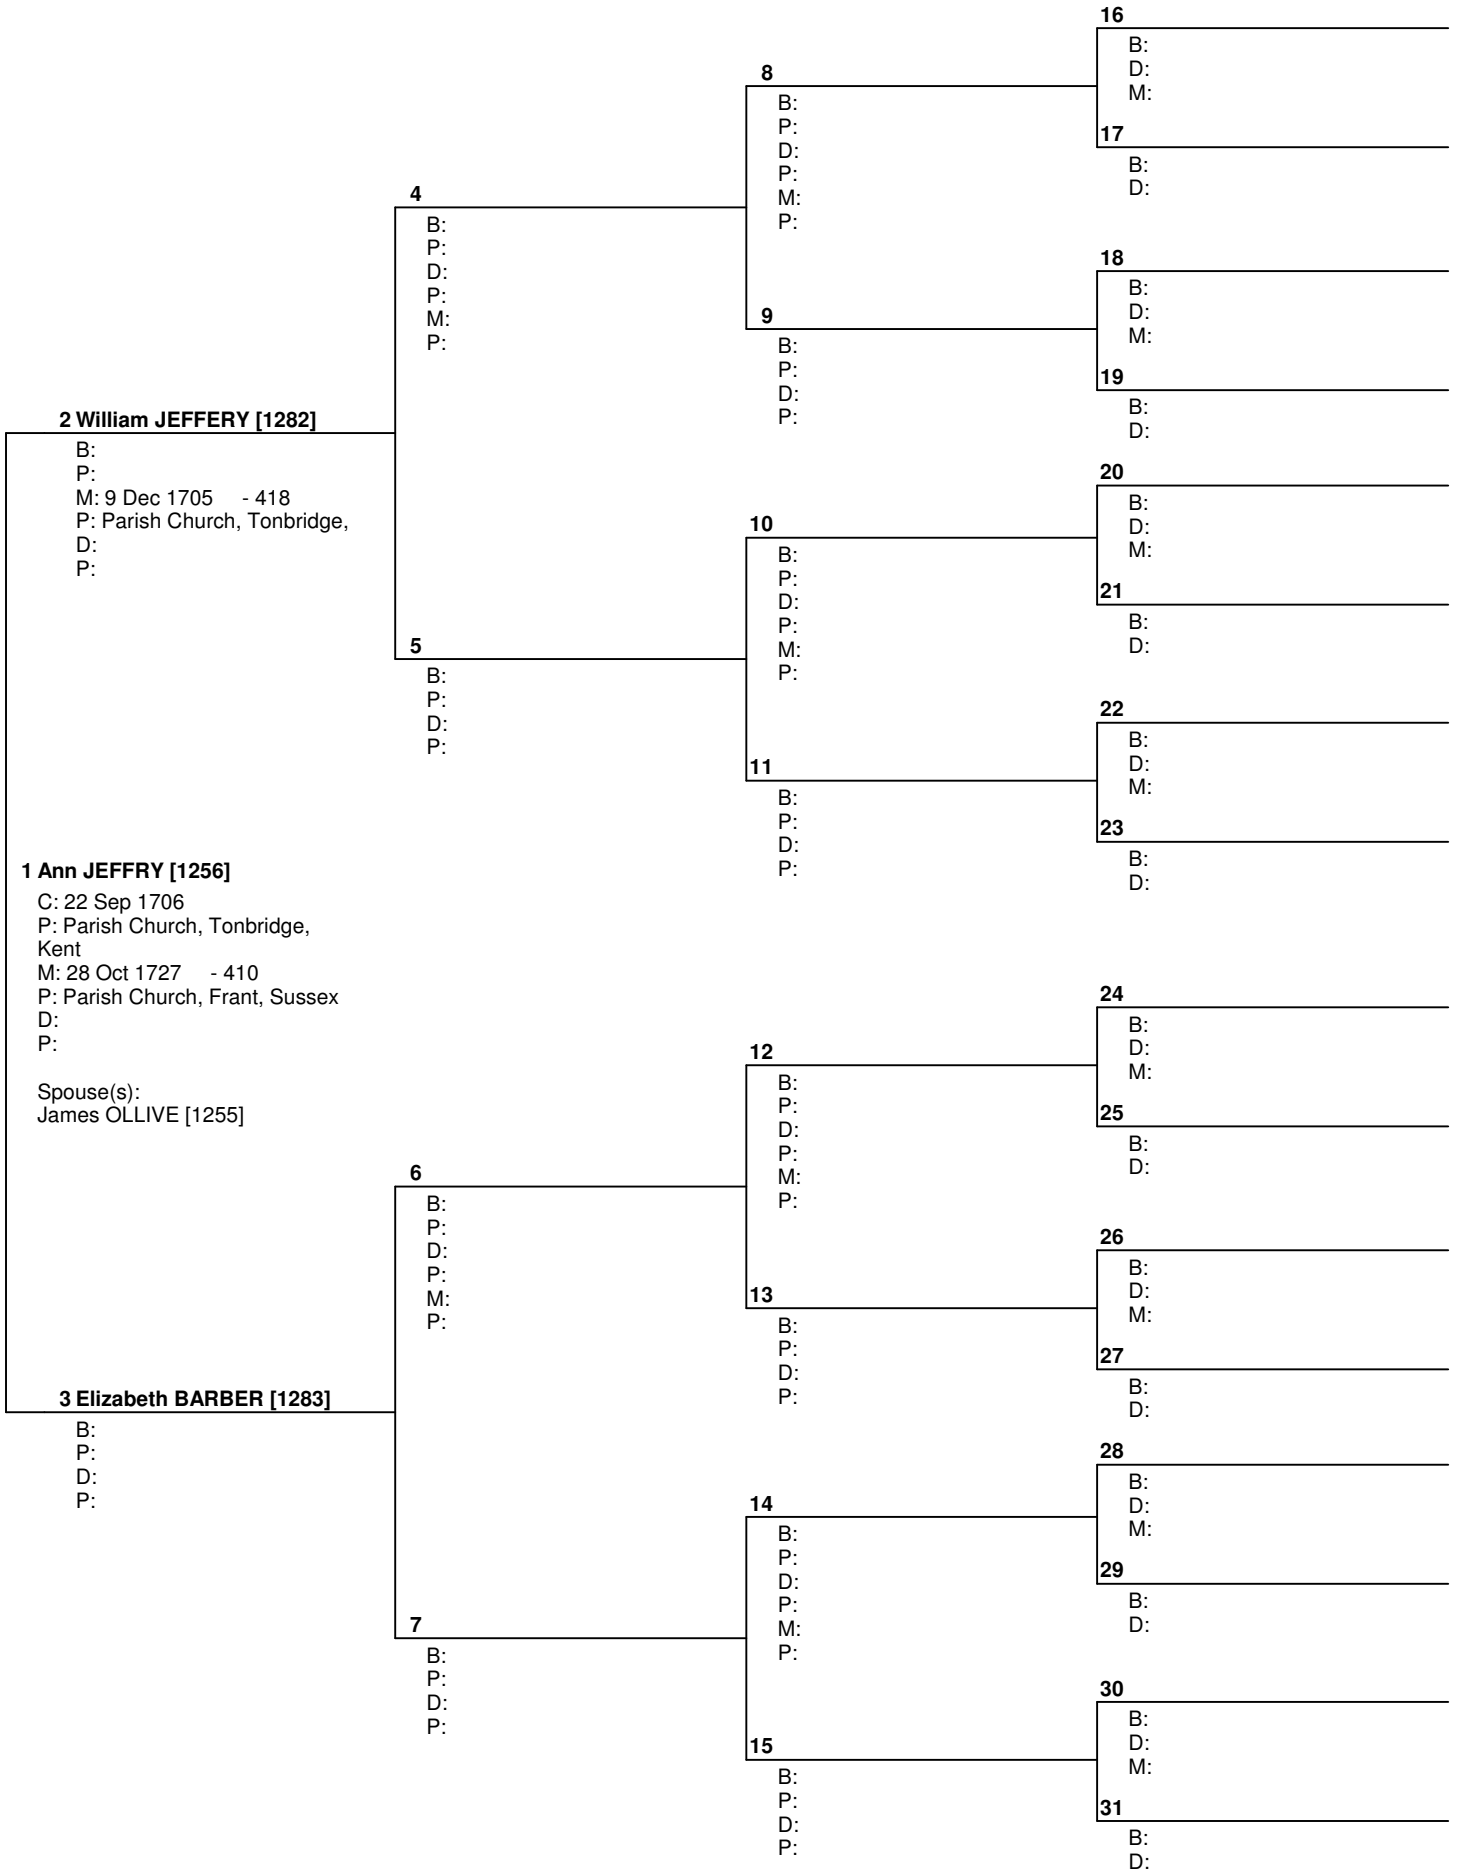 16
B:
D:
M:
8
B:
P:
D:
P:
M:
P:
17
B:
D:
4
B:
P:
D:
P:
M:
P:
18
B:
D:
M:
9
B:
P:
D:
P:
19
B:
D:
2 William JEFFERY [1282]
B:
P:
M: 9 Dec 1705 - 418
P: Parish Church, Tonbridge,
D:
P:
20
B:
D:
M:
10
B:
P:
D:
P:
M:
P:
21
B:
D:
5
B:
P:
D:
P:
22
B:
D:
M:
11
B:
P:
D:
P:
23
B:
D:
1 Ann JEFFRY [1256]
C: 22 Sep 1706
P: Parish Church, Tonbridge,
Kent
M: 28 Oct 1727 - 410
P: Parish Church, Frant, Sussex
D:
P:
Spouse(s):
James OLLIVE [1255]
24
B:
D:
M:
12
B:
P:
D:
P:
M:
P:
25
B:
D:
6
B:
P:
D:
P:
M:
P:
26
B:
D:
M:
13
B:
P:
D:
P:
27
B:
D:
3 Elizabeth BARBER [1283]
B:
P:
D:
P:
28
B:
D:
M:
14
B:
P:
D:
P:
M:
P:
29
B:
D:
7
B:
P:
D:
P:
30
B:
D:
M:
15
B:
P:
D:
P:
31
B:
D: